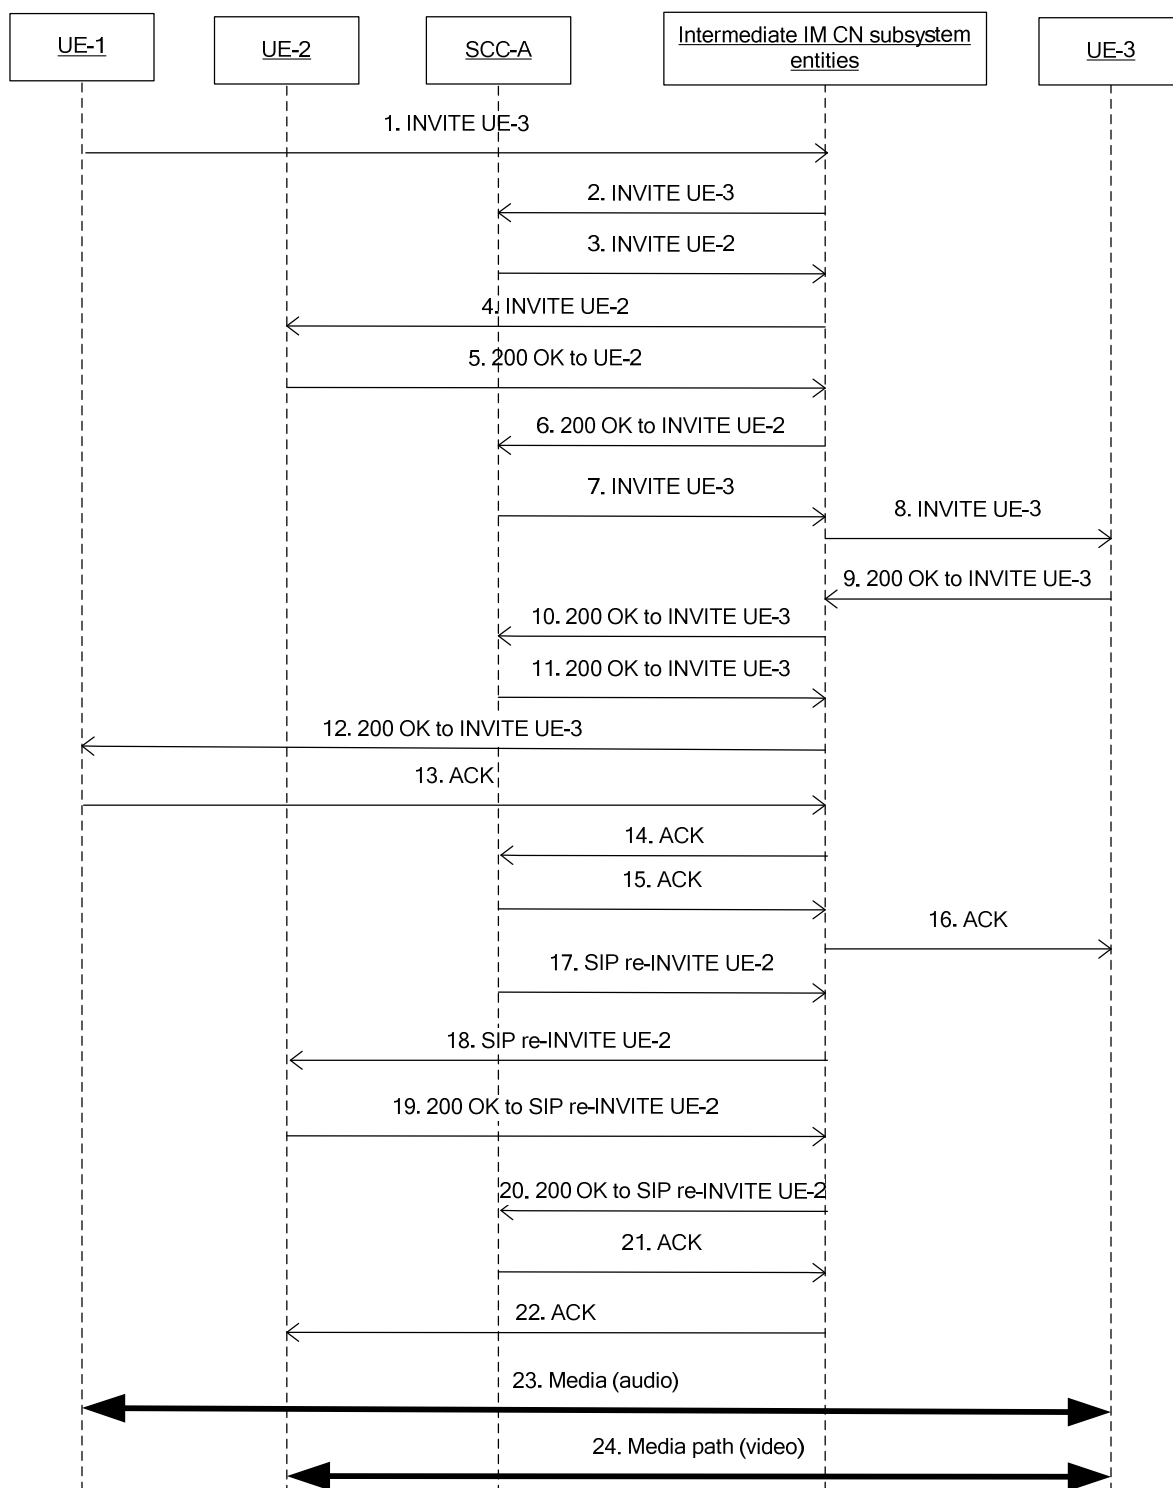 UE-1
UE-2
SCC-A
Intermediate IM CN subsystem
entities
UE-3
1. INVITE UE-3
2. INVITE UE-3
3. INVITE UE-2
4. INVITE UE-2
5. 200 OK to UE-2
6. 200 OK to INVITE UE-2
7. INVITE UE-3
8. INVITE UE-3
9. 200 OK to INVITE UE-3
10. 200 OK to INVITE UE-3
11. 200 OK to INVITE UE-3
12. 200 OK to INVITE UE-3
13. ACK
14. ACK
15. ACK
16. ACK
17. SIP re-INVITE UE-2
18. SIP re-INVITE UE-2
19. 200 OK to SIP re-INVITE UE-2
20. 200 OK to SIP re-INVITE UE-2
21. ACK
22. ACK
23. Media (audio)
24. Media path (video)